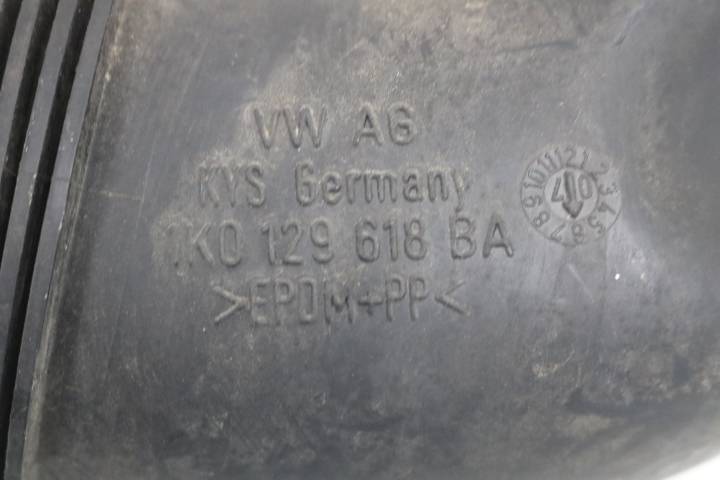 VW AG
KYS Germany
1K0 129 618 BA
>EPDM+PP<